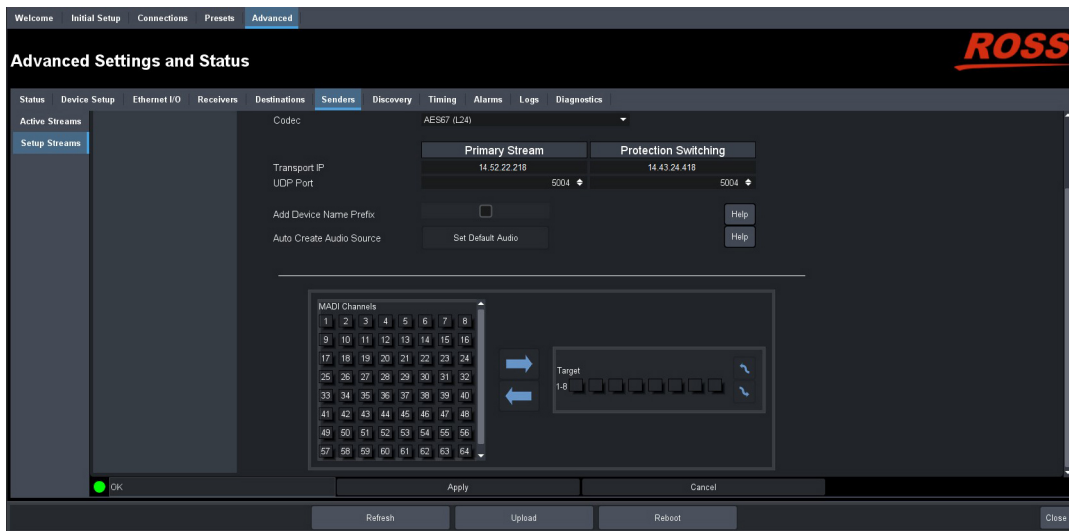 Welcome Initial Setup Connections Presets Advanced
ROSS
Advanced Settings and Status
Status Device Setup Ethernet I/O Receivers Destinations Senders Discovery Timing Alarms Logs Diagnostics
Active Streams
Setup Streams
Codec AES67 (L24)
Primary Stream Protection Switching
Transport IP 14.52.22.218 14.43.24.418
UDP Port 5004 5004
Add Device Name Prefix Help
Auto Create Audio Source Set Default Audio Help
MADI Channels
1 2 3 4 5 6 7 8
9 10 11 12 13 14 15 16
17 18 19 20 21 22 23 24
25 26 27 28 29 30 31 32
33 34 35 36 37 38 39 40
41 42 43 44 45 46 47 48
49 50 51 52 53 54 55 56
57 58 59 60 61 62 63 64
Target
1-8
OK Apply Cancel
Refresh Upload Reboot Close